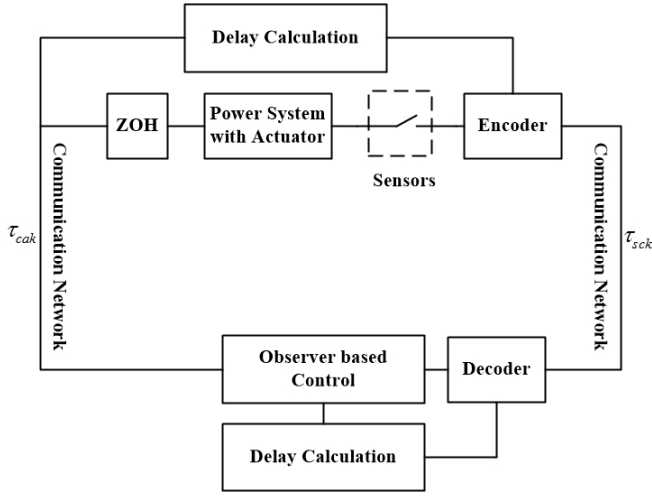 Delay Calculation
ZOH
Power System
with Actuator
Encoder
Sensors
Communication Network
Communication Network
τcak
τsck
Observer based
Control
Decoder
Delay Calculation